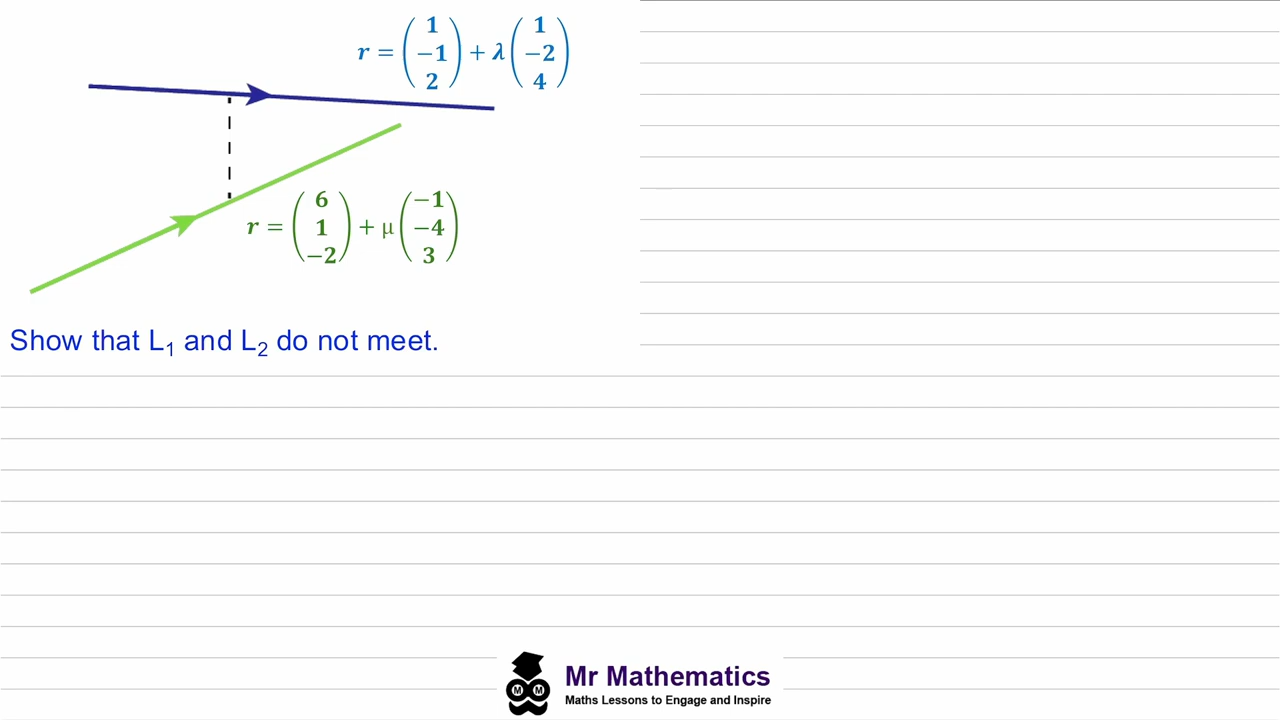 r = (1 −1 2) + λ (1 −2 4)
r = (6 1 −2) + μ (−1 −4 3)
Show that L₁ and L₂ do not meet.
M M
Mr Mathematics
Maths Lessons to Engage and Inspire